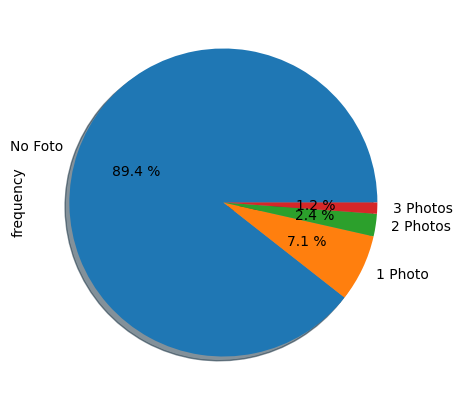 No Foto
89.4 %
frequency
1.2 %
3 Photos
2.4 %
2 Photos
7.1 %
1 Photo